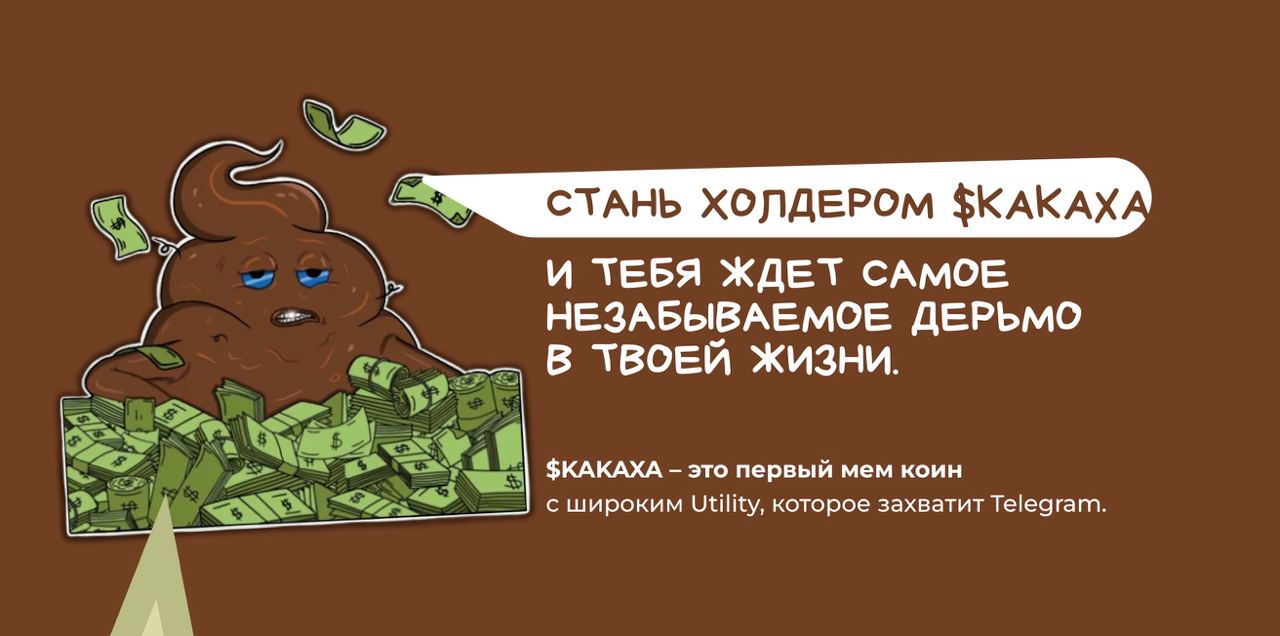 СТАНЬ ХОЛДЕРОМ $КАКАХА
И ТЕБЯ ЖДЕТ САМОЕ
НЕЗАБЫВАЕМОЕ ДЕРЬМО
В ТВОЕЙ ЖИЗНИ.
$KAKAXA – это первый мем коин
с широким Utility, которое захватит Telegram.